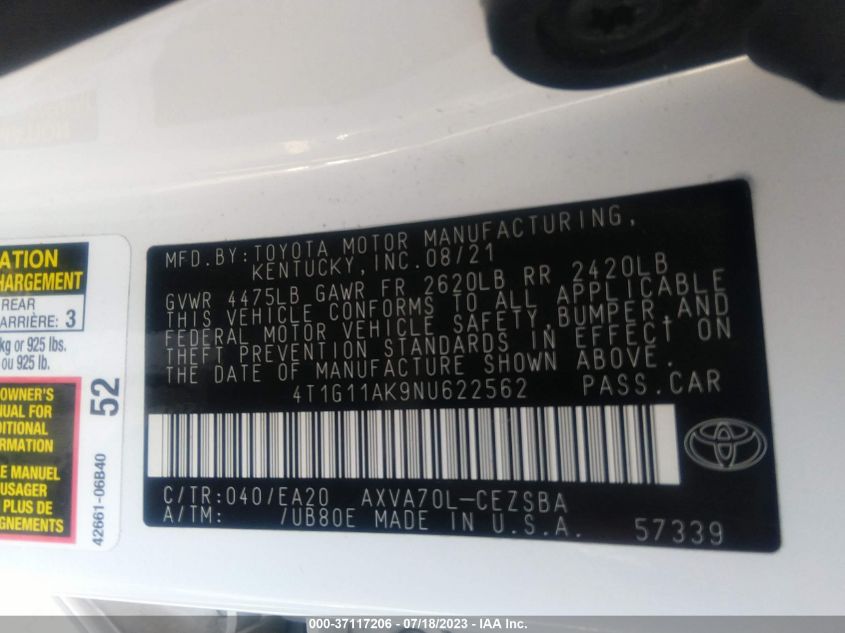 ATION
CHARGEMENT
REAR
ARRIÈRE: 3
kg or 925 lbs.
ou 925 lb.
OWNER'S
NUAL FOR
DITIONAL
ORMATION
LE MANUEL
USAGER
PLUS DE
GNEMENTS
52
42661-06B40
MFD.BY:TOYOTA MOTOR MANUFACTURING,
KENTUCKY,INC.08/21
GVWR 4475LB GAWR FR 2620LB RR 2420LB
THIS VEHICLE CONFORMS TO ALL APPLICABLE
FEDERAL MOTOR VEHICLE SAFETY,BUMPER,AND
THEFT PREVENTION STANDARDS IN EFFECT ON
THE DATE OF MANUFACTURE SHOWN ABOVE.
4T1G11AK9NU622562 PASS.CAR
C/TR:040/EA20 AXVA70L-CEZSBA
A/TM: /UB80E MADE IN U.S.A. 57339
000-37117206 - 07/18/2023 - IAA Inc.